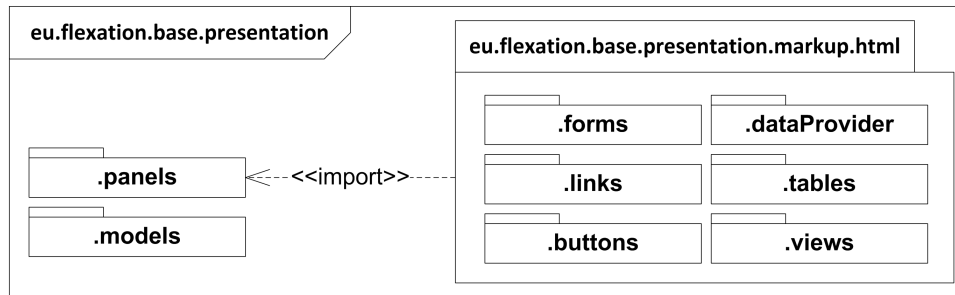 eu.flexation.base.presentation
eu.flexation.base.presentation.markup.html
.forms
.dataProvider
.panels
<<import>>
.links
.tables
.models
.buttons
.views